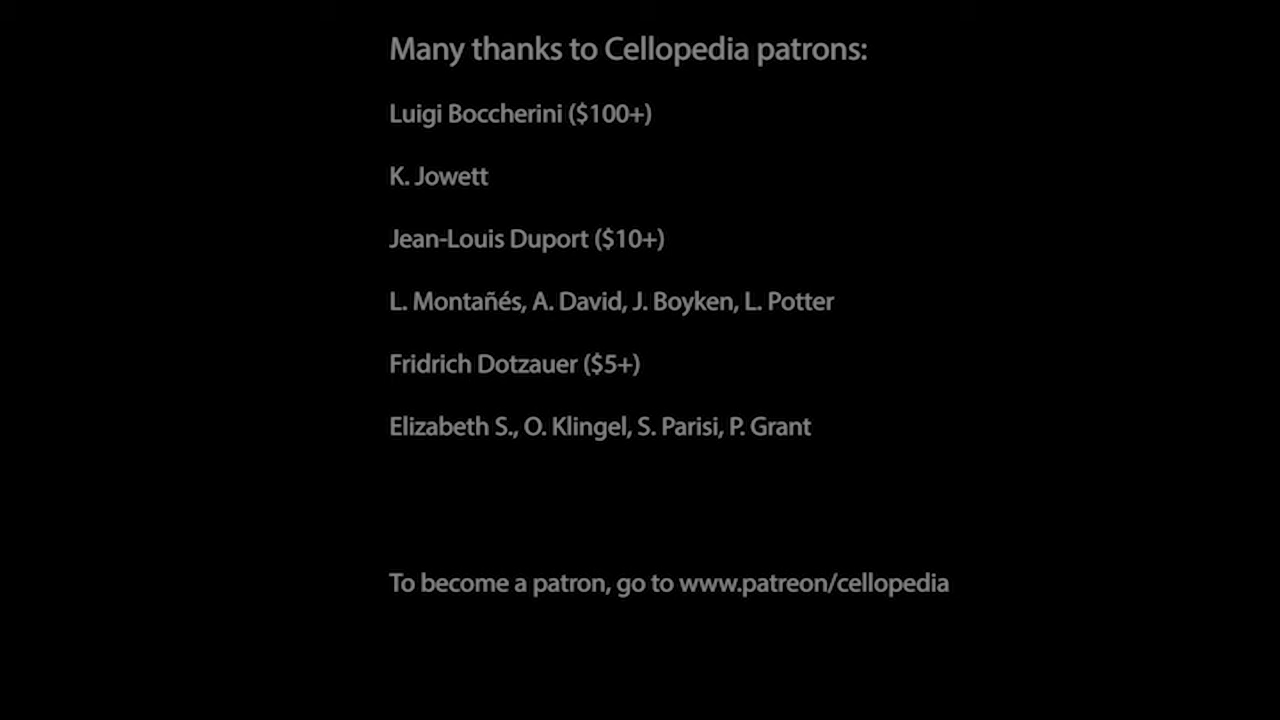 Many thanks to Cellopedia patrons:
Luigi Boccherini ($100+)
K. Jowett
Jean-Louis Duport ($10+)
L. Montañés, A. David, J. Boyken, L. Potter
Fridrich Dotzauer ($5+)
Elizabeth S., O. Klingel, S. Parisi, P. Grant
To become a patron, go to www.patreon/cellopedia